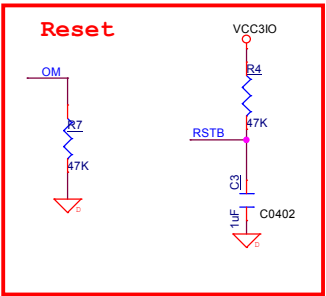 Reset
VCC3IO
OM
R4
R7
47K
RSTB
47K
C3
1uF
C0402
D
D